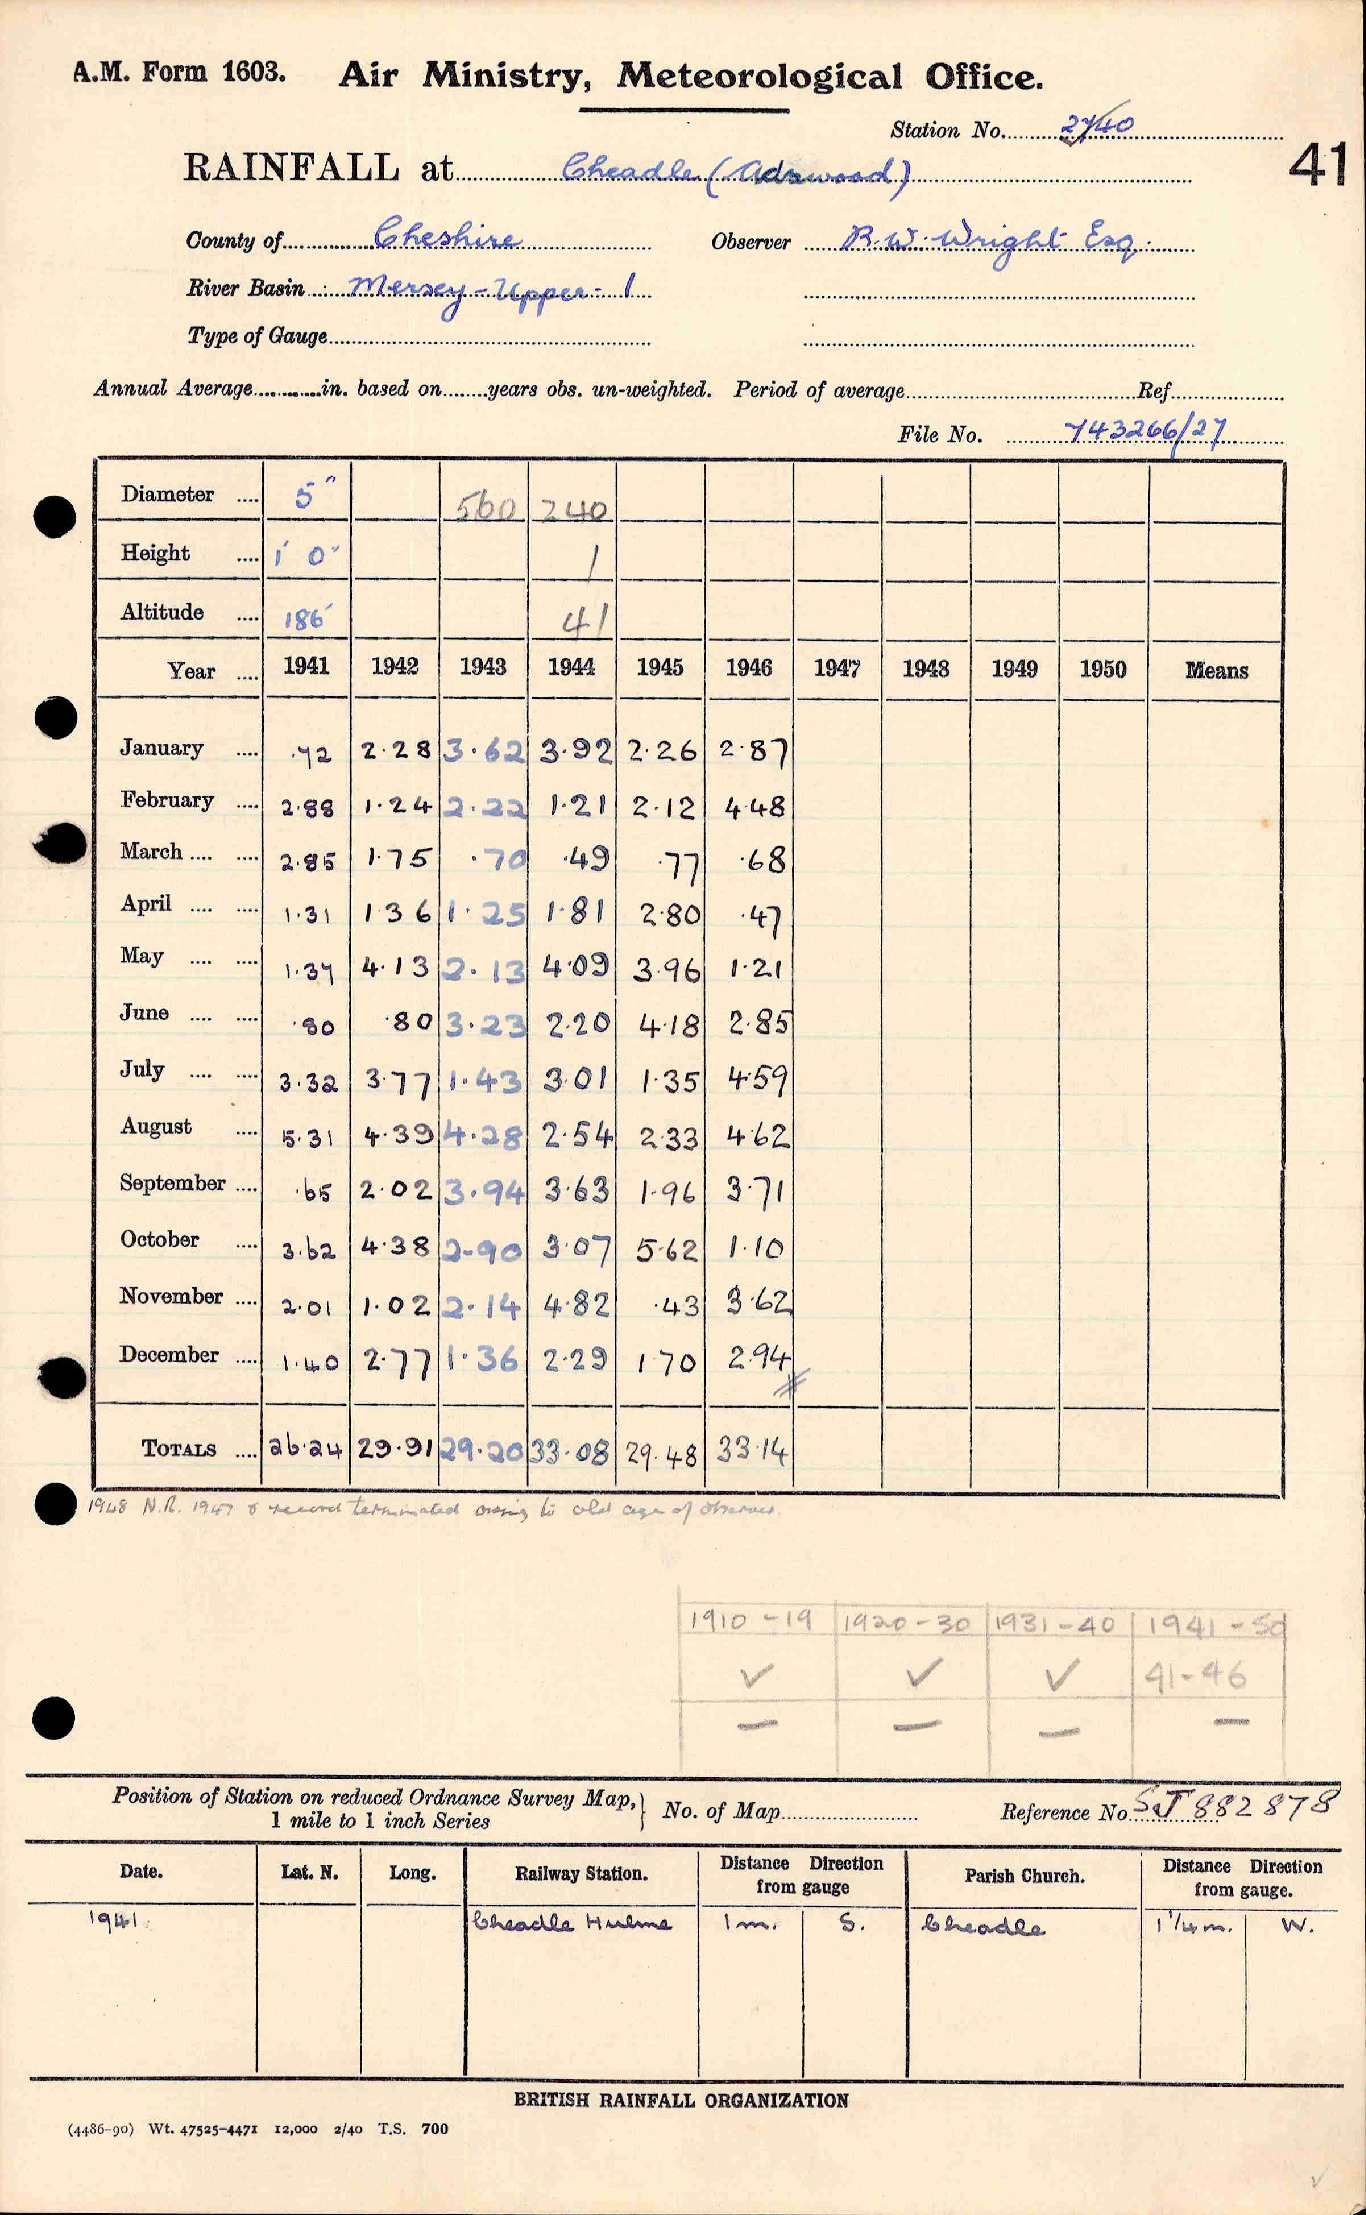 A.M. Form 1603. Air Ministry, Meteorological Office.
Station No. 2740
41
RAINFALL at Cheadle (Adswood)
County of Cheshire Observer R.W. Wright Esq.
River Basin Mersey - Upper - 1
Type of Gauge
Annual Average in. based on years obs. un-weighted. Period of average Ref
File No. 743266/27
Diameter 5" 560 240
Height 1' 0" 1
Altitude 186' 41
Year 1941 1942 1943 1944 1945 1946 1947 1948 1949 1950 Means
January .72 2.28 3.62 3.92 2.26 2.87
February 2.88 1.24 2.22 1.21 2.12 4.48
March 2.85 1.75 .70 .49 .77 .68
April 1.31 1 36 1.25 1.81 2.80 .47
May 1.37 4.13 2.13 4.09 3.96 1.21
June .80 .80 3.23 2.20 4.18 2.85
July 3.32 3.77 1.43 3.01 1.35 4.59
August 5.31 4.39 4.28 2.54 2.33 4.62
September .65 2.02 3.94 3.63 1.96 3.71
October 3.62 4.38 2-90 3.07 5.62 1.10
November 2.01 1.02 2.14 4.82 .43 3.62
December 1.40 2.77 1.36 2.29 1 70 2.94
TOTALS 26.24 29.91 29.20 33.08 29.48 33.14
1948 N.R. 1947 & record terminated owing to old age of observer.
1910-19 1920-30 1931-40 1941-50
✓ ✓ ✓ 41-46
— — — —
Position of Station on reduced Ordnance Survey Map, 1 mile to 1 inch Series } No. of Map Reference No. SJ 882878
Date. Lat. N. Long. Railway Station. Distance from gauge Direction Parish Church. Distance from gauge. Direction
1941. Cheadle Hulme 1m. S. Cheadle 1 1/4 m. W.
BRITISH RAINFALL ORGANIZATION
(4486-90) Wt. 47525-4471 12,000 2/40 T.S. 700